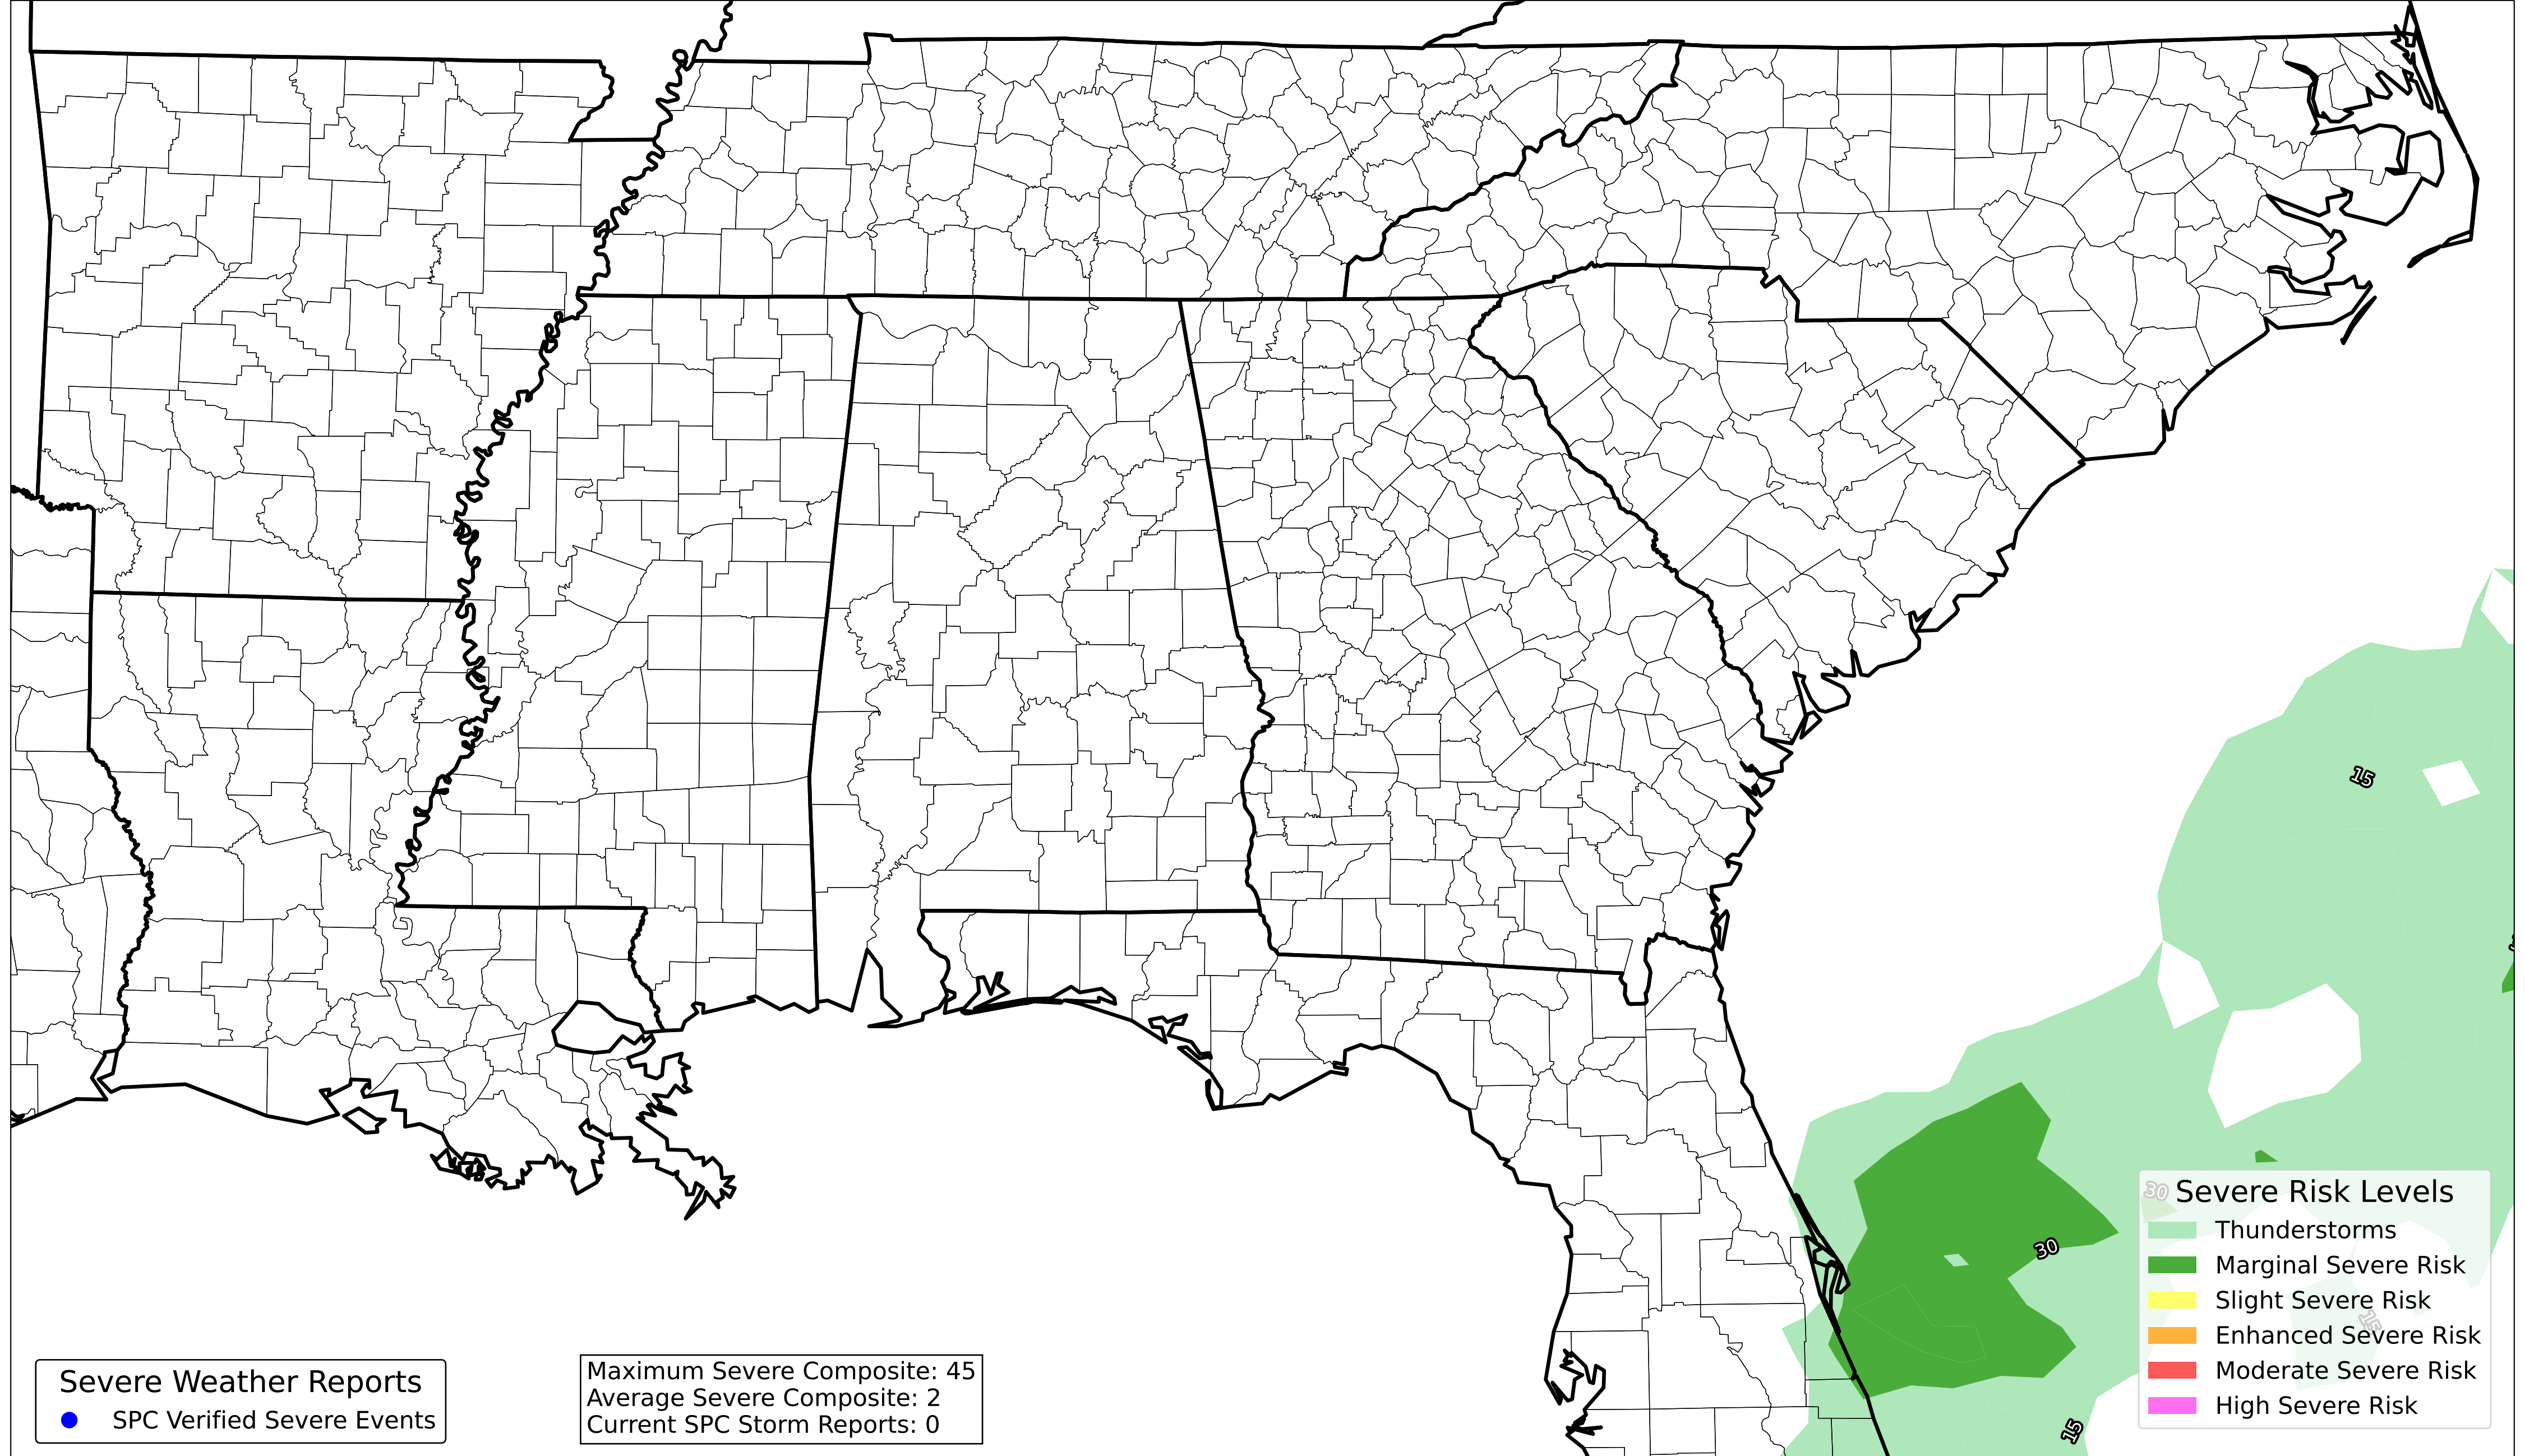 15
30
30
15
15
Severe Risk Levels
Thunderstorms
Marginal Severe Risk
Slight Severe Risk
Enhanced Severe Risk
Moderate Severe Risk
High Severe Risk
Severe Weather Reports
SPC Verified Severe Events
Maximum Severe Composite: 45
Average Severe Composite: 2
Current SPC Storm Reports: 0